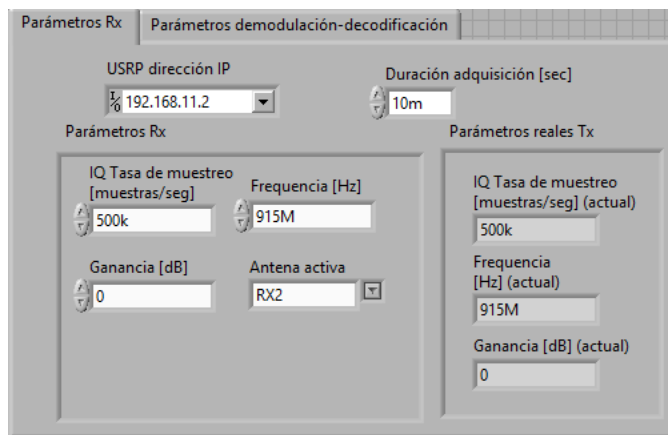 Parámetros Rx
Parámetros demodulación-decodificación
USRP dirección IP
192.168.11.2
Duración adquisición [sec]
10m
Parámetros Rx
IQ Tasa de muestreo
[muestras/seg]
500k
Frequencia [Hz]
915M
Ganancia [dB]
0
Antena activa
RX2
Parámetros reales Tx
IQ Tasa de muestreo
[muestras/seg] (actual)
500k
Frequencia
[Hz] (actual)
915M
Ganancia [dB] (actual)
0